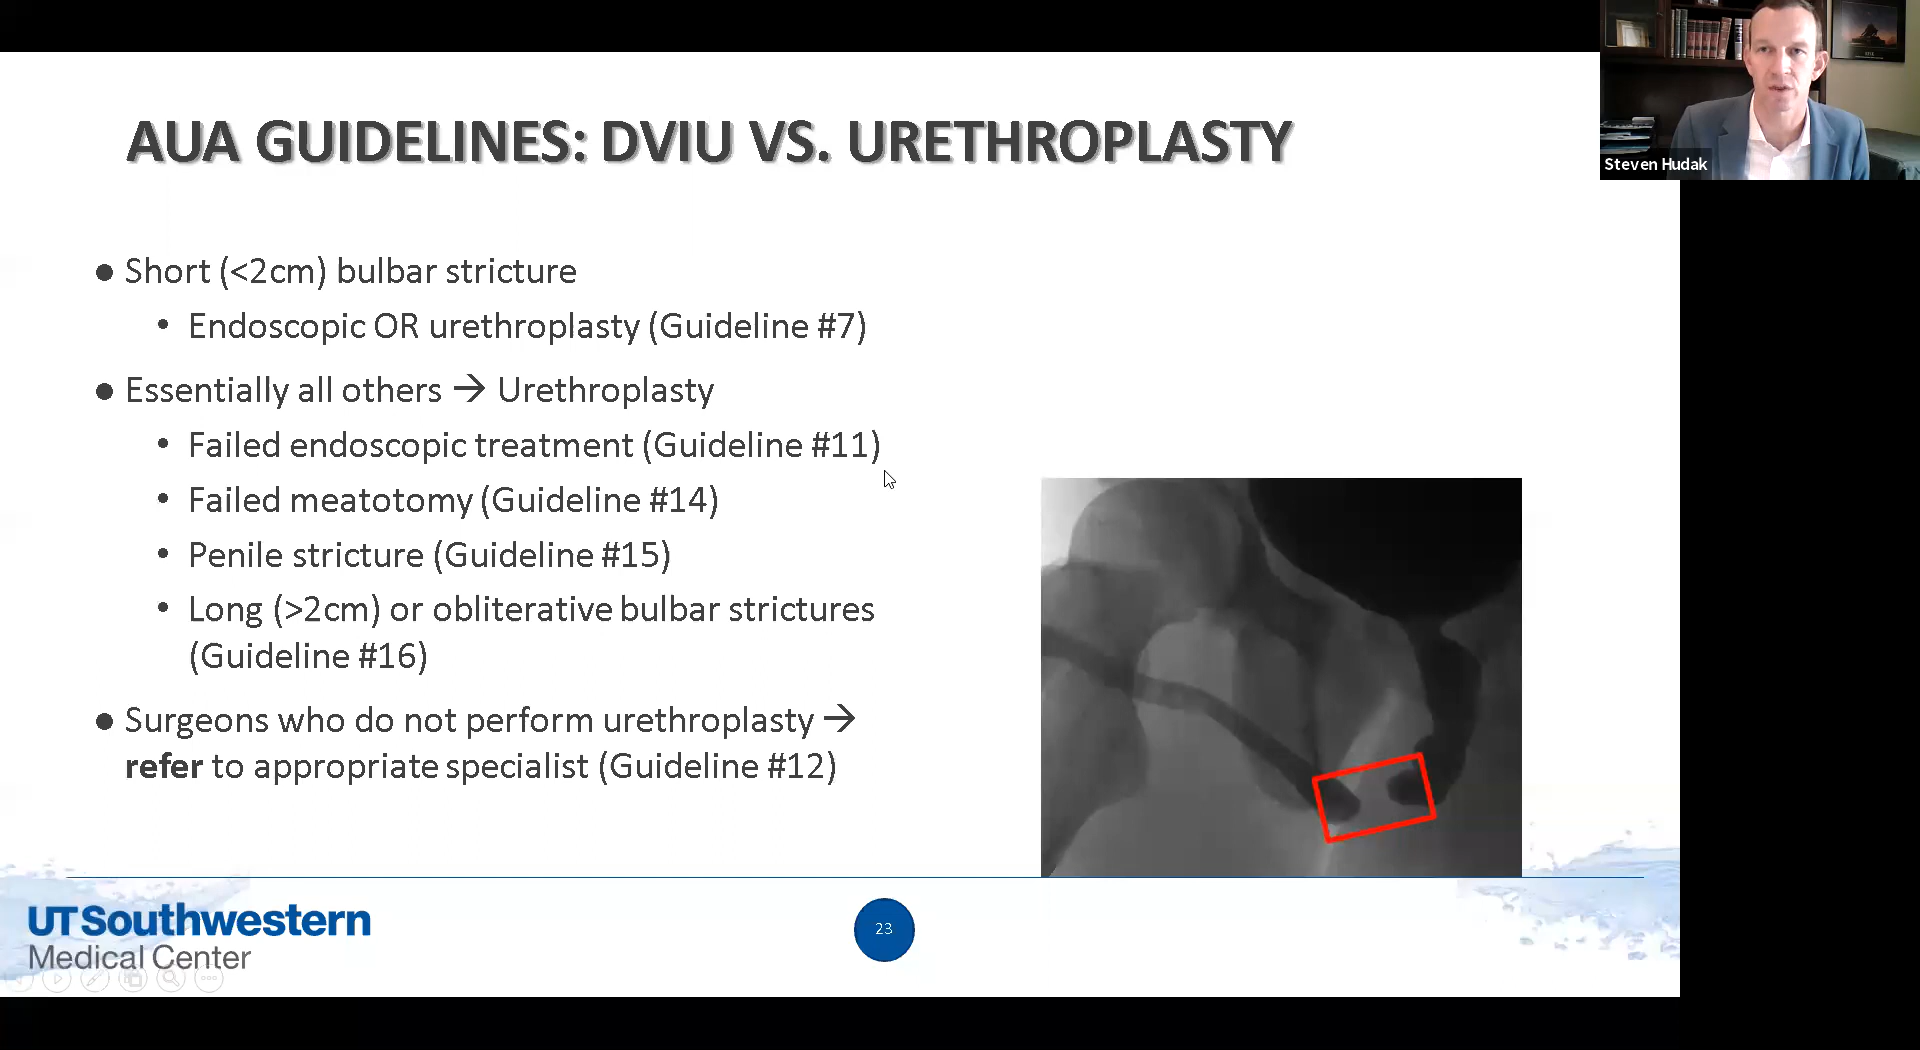 AUA GUIDELINES: DVIU VS. URETHROPLASTY
Steven Hudak
● Short (<2cm) bulbar stricture
• Endoscopic OR urethroplasty (Guideline #7)
● Essentially all others → Urethroplasty
• Failed endoscopic treatment (Guideline #11)
• Failed meatotomy (Guideline #14)
• Penile stricture (Guideline #15)
• Long (>2cm) or obliterative bulbar strictures
(Guideline #16)
● Surgeons who do not perform urethroplasty →
refer to appropriate specialist (Guideline #12)
UTSouthwestern
Medical Center
23